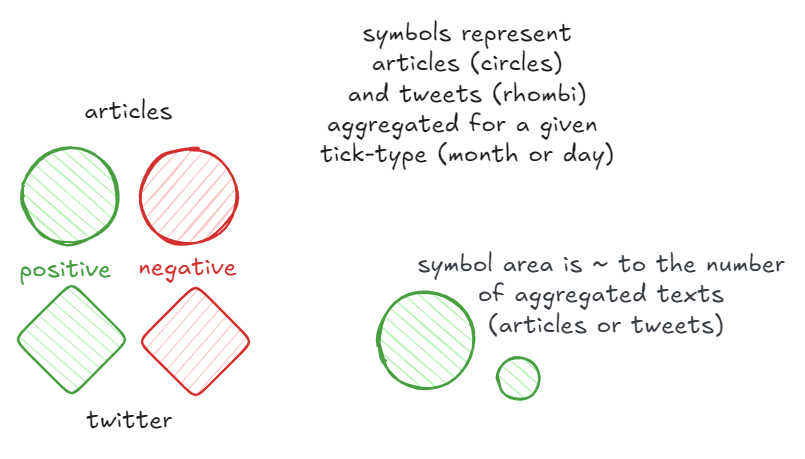 symbols represent
articles (circles)
and tweets (rhombi)
aggregated for a given
tick-type (month or day)
articles
positive negative
twitter
symbol area is ~ to the number
of aggregated texts
(articles or tweets)